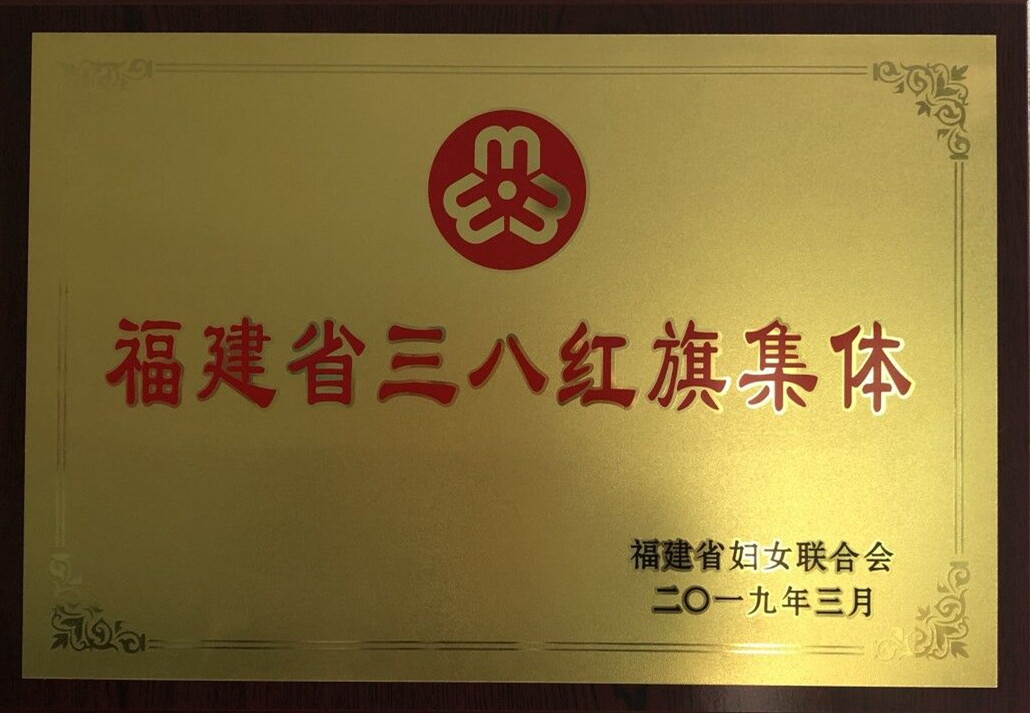 福建省三八红旗集体
福建省妇女联合会
二〇一九年三月